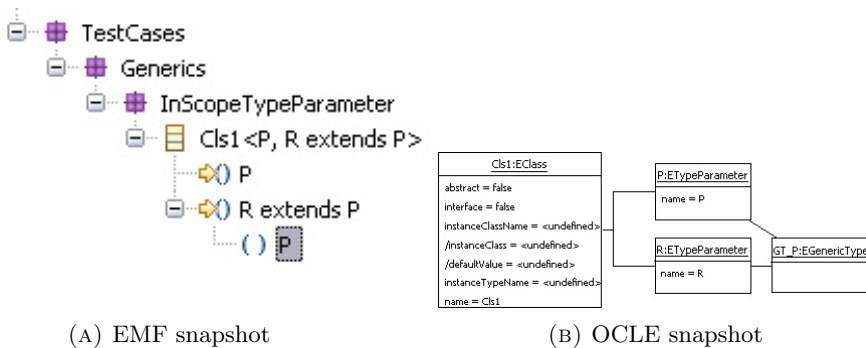 TestCases
Generics
InScopeTypeParameter
Cls1<P, R extends P>
P
R extends P
P
Cls1:EClass
abstract = false
interface = false
instanceClassName = <undefined>
/instanceClass = <undefined>
/defaultValue = <undefined>
instanceTypeName = <undefined>
name = Cls1
P:ETypeParameter
name = P
R:ETypeParameter
name = R
GT_P:EGenericType
(A) EMF snapshot
(B) OCLE snapshot